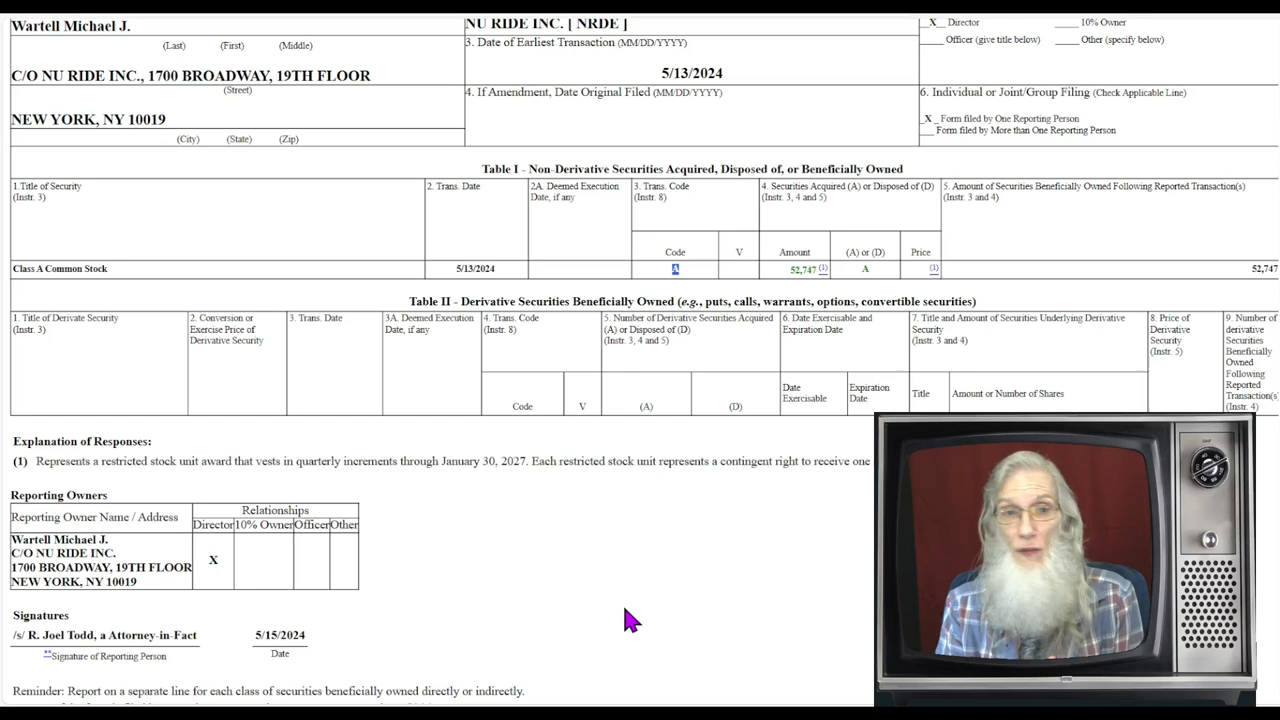 Wartell Michael J.
(Last) (First) (Middle)
C/O NU RIDE INC., 1700 BROADWAY, 19TH FLOOR
(Street)
NEW YORK, NY 10019
(City) (State) (Zip)
NU RIDE INC. [ NRDE ]
3. Date of Earliest Transaction (MM/DD/YYYY)
5/13/2024
4. If Amendment, Date Original Filed (MM/DD/YYYY)
_X_ Director _____ 10% Owner
_____ Officer (give title below) _____ Other (specify below)
6. Individual or Joint/Group Filing (Check Applicable Line)
_X_ Form filed by One Reporting Person
___ Form filed by More than One Reporting Person
Table I - Non-Derivative Securities Acquired, Disposed of, or Beneficially Owned
1.Title of Security
(Instr. 3)
2. Trans. Date
2A. Deemed Execution
Date, if any
3. Trans. Code
(Instr. 8)
4. Securities Acquired (A) or Disposed of (D)
(Instr. 3, 4 and 5)
5. Amount of Securities Beneficially Owned Following Reported Transaction(s)
(Instr. 3 and 4)
Code V Amount (A) or (D) Price
Class A Common Stock 5/13/2024 A 52,747 (1) A (1) 52,747
Table II - Derivative Securities Beneficially Owned (e.g., puts, calls, warrants, options, convertible securities)
1. Title of Derivate Security
(Instr. 3)
2. Conversion or
Exercise Price of
Derivative Security
3. Trans. Date
3A. Deemed Execution
Date, if any
4. Trans. Code
(Instr. 8)
5. Number of Derivative Securities Acquired
(A) or Disposed of (D)
(Instr. 3, 4 and 5)
6. Date Exercisable and
Expiration Date
7. Title and Amount of Securities Underlying Derivative
Security
(Instr. 3 and 4)
8. Price of
Derivative
Security
(Instr. 5)
9. Number of
derivative
Securities
Beneficially
Owned
Following
Reported
Transaction(s)
(Instr. 4)
Code V (A) (D)
Date
Exercisable
Expiration
Date
Title Amount or Number of Shares
Explanation of Responses:
(1) Represents a restricted stock unit award that vests in quarterly increments through January 30, 2027. Each restricted stock unit represents a contingent right to receive one
Reporting Owners
Reporting Owner Name / Address
Relationships
Director 10% Owner Officer Other
Wartell Michael J.
C/O NU RIDE INC.
1700 BROADWAY, 19TH FLOOR
NEW YORK, NY 10019
X
Signatures
/s/ R. Joel Todd, a Attorney-in-Fact 5/15/2024
**Signature of Reporting Person Date
Reminder: Report on a separate line for each class of securities beneficially owned directly or indirectly.